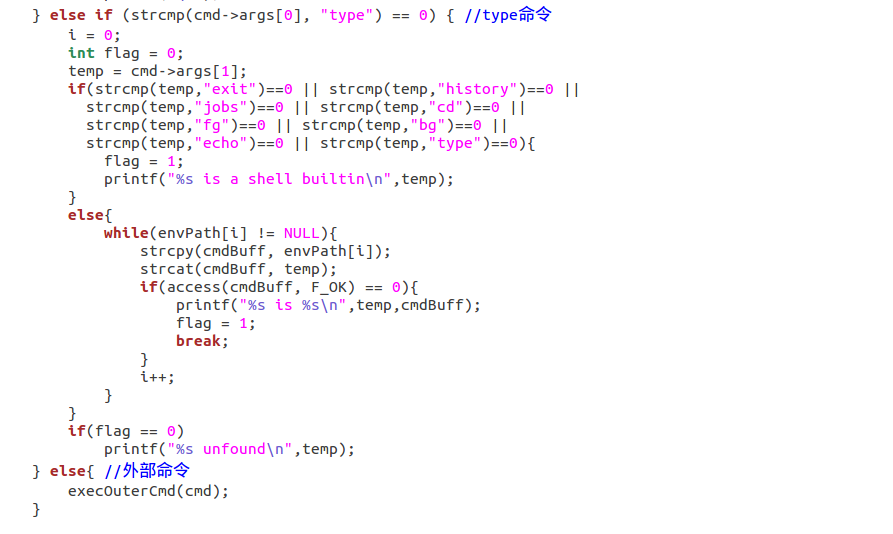 } else if (strcmp(cmd->args[0], "type") == 0) { //type命令
    i = 0;
    int flag = 0;
    temp = cmd->args[1];
    if(strcmp(temp,"exit")==0 || strcmp(temp,"history")==0 ||
      strcmp(temp,"jobs")==0 || strcmp(temp,"cd")==0 ||
      strcmp(temp,"fg")==0 || strcmp(temp,"bg")==0 ||
      strcmp(temp,"echo")==0 || strcmp(temp,"type")==0){
        flag = 1;
        printf("%s is a shell builtin\n",temp);
    }
    else{
        while(envPath[i] != NULL){
            strcpy(cmdBuff, envPath[i]);
            strcat(cmdBuff, temp);
            if(access(cmdBuff, F_OK) == 0){
                printf("%s is %s\n",temp,cmdBuff);
                flag = 1;
                break;
            }
            i++;
        }
    }
    if(flag == 0)
        printf("%s unfound\n",temp);
} else{ //外部命令
    execOuterCmd(cmd);
}